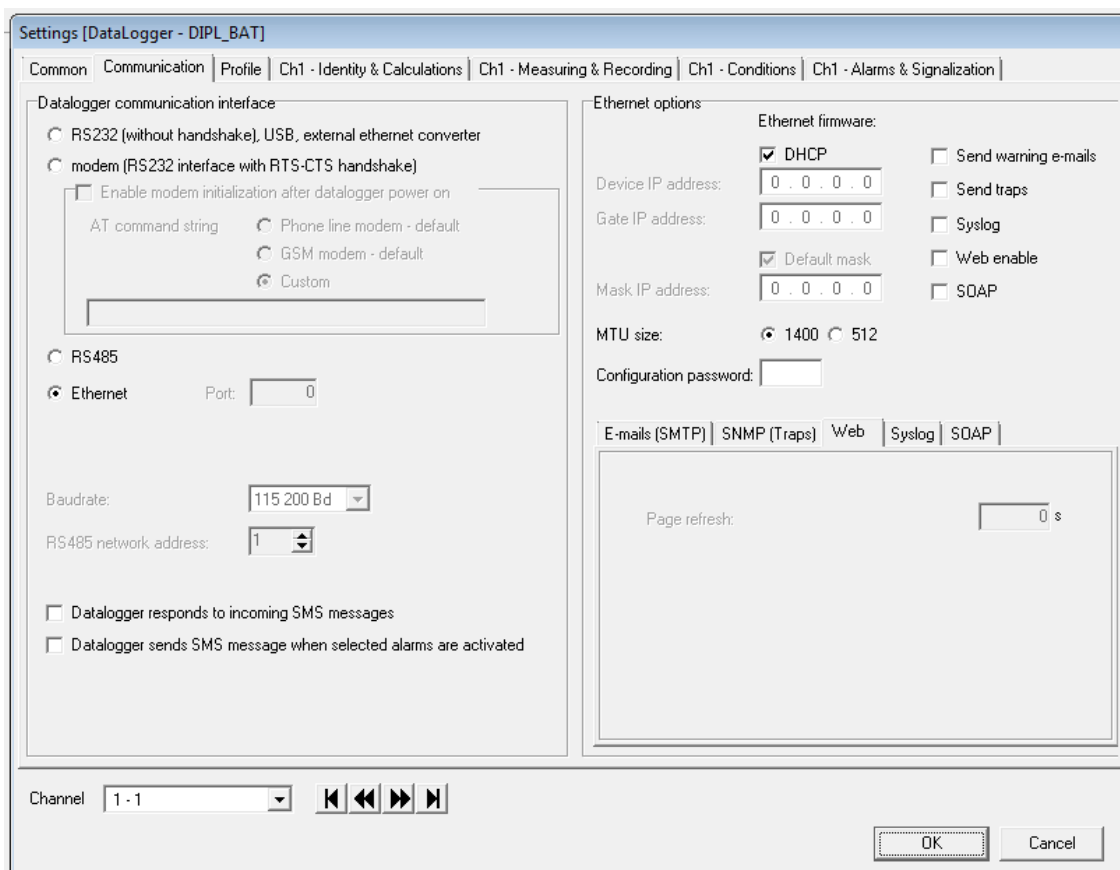 Settings [DataLogger - DIPL_BAT]
Common Communication Profile Ch1 - Identity & Calculations Ch1 - Measuring & Recording Ch1 - Conditions Ch1 - Alarms & Signalization
Datalogger communication interface
RS232 (without handshake), USB, external ethernet converter
modem (RS232 interface with RTS-CTS handshake)
Enable modem initialization after datalogger power on
AT command string Phone line modem - default
GSM modem - default
Custom
RS485
Ethernet Port: 0
Baudrate: 115 200 Bd
RS485 network address: 1
Datalogger responds to incoming SMS messages
Datalogger sends SMS message when selected alarms are activated
Ethernet options
Ethernet firmware:
DHCP Send warning e-mails
Device IP address: 0 . 0 . 0 . 0 Send traps
Gate IP address: 0 . 0 . 0 . 0 Syslog
Default mask Web enable
Mask IP address: 0 . 0 . 0 . 0 SOAP
MTU size: 1400 512
Configuration password:
E-mails (SMTP) SNMP (Traps) Web Syslog SOAP
Page refresh: 0 s
Channel 1 - 1
OK Cancel